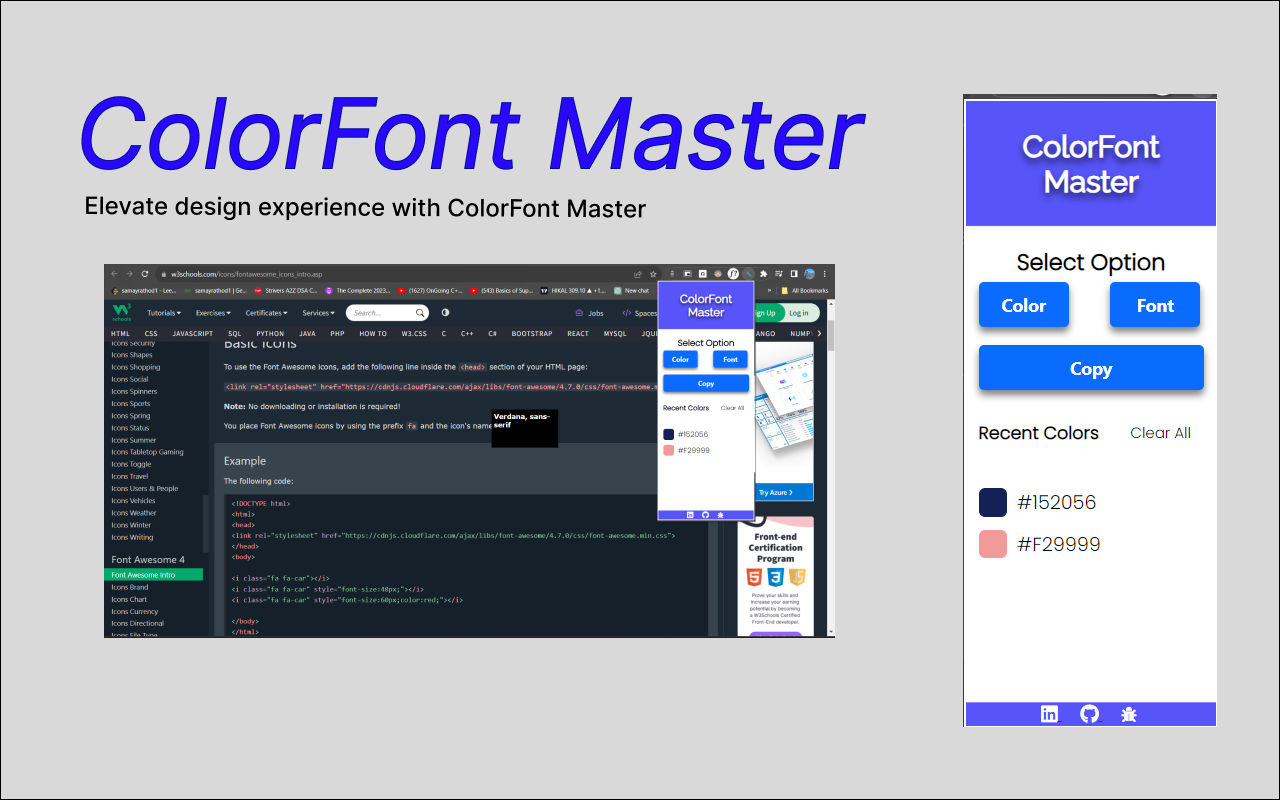 ColorFont Master
Elevate design experience with ColorFont Master
w3schools.com/icons/fontawesome_icons_intro.asp
samayrathod1 - Lee...
samayrathod1 | Ge...
Strivers A2Z DSA C...
The Complete 2023...
(1627) OnGoing C+...
(543) Basics of Sup...
HIKAL 309.10 ▲ +1...
New chat
All Bookmarks
Tutorials
Exercises
Certificates
Services
Search...
Jobs
Spaces
ign Up
Log in
HTML CSS JAVASCRIPT SQL PYTHON JAVA PHP HOW TO W3.CSS C C++ C# BOOTSTRAP REACT MYSQL JQU
ANGO NUMP
Icons Security
Icons Shapes
Icons Shopping
Icons Social
Icons Spinners
Icons Sports
Icons Spring
Icons Status
Icons Summer
Icons Tabletop Gaming
Icons Toggle
Icons Travel
Icons Users & People
Icons Vehicles
Icons Weather
Icons Winter
Icons Writing
Font Awesome 4
Font Awesome Intro
Icons Brand
Icons Chart
Icons Currency
Icons Directional
Icons File Type
Basic Icons
To use the Font Awesome icons, add the following line inside the <head> section of your HTML page:
<link rel="stylesheet" href="https://cdnjs.cloudflare.com/ajax/libs/font-awesome/4.7.0/css/font-awesome.m
Note: No downloading or installation is required!
You place Font Awesome icons by using the prefix fa and the icon's name
Verdana, sans-
serif
Example
The following code:
<!DOCTYPE html>
<html>
<head>
<link rel="stylesheet" href="https://cdnjs.cloudflare.com/ajax/libs/font-awesome/4.7.0/css/font-awesome.min.css">
</head>
<body>
<i class="fa fa-car"></i>
<i class="fa fa-car" style="font-size:48px;"></i>
<i class="fa fa-car" style="font-size:60px;color:red;"></i>
</body>
</html>
ColorFont
Master
Select Option
Color
Font
Copy
Recent Colors
Clear All
#152056
#F29999
Try Azure
Front-end
Certification
Program
Prove your skills and
increase your earning
potential by becoming
a W3Schools Certified
Front-End developer.
ColorFont
Master
Select Option
Color
Font
Copy
Recent Colors
Clear All
#152056
#F29999